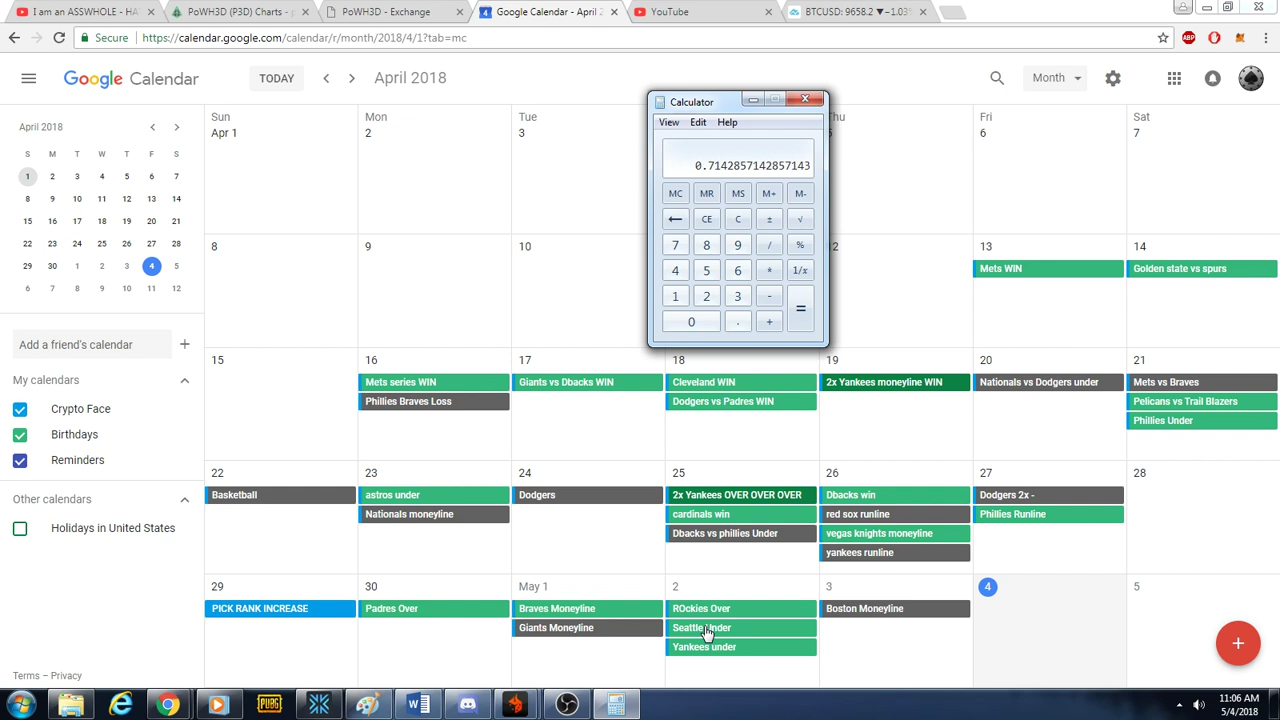 I am an ASSWHOLE - HA
PoWH3D (P3D) Charts - p
PoWH3D - Exchange
Google Calendar - April 2
YouTube
BTCUSD: 9658.2 ▼−1.03%
Secure https://calendar.google.com/calendar/r/month/2018/4/1?tab=mc
ABP
Google Calendar
TODAY
April 2018
Month
April 2018
S M T W T F S
1 2 3 4 5 6 7
8 9 10 11 12 13 14
15 16 17 18 19 20 21
22 23 24 25 26 27 28
29 30 1 2 3 4 5
6 7 8 9 10 11 12
Add a friend's calendar
My calendars
Crypto Face
Birthdays
Reminders
Other calendars
Holidays in United States
Terms – Privacy
Sun Mon Tue Thu Fri Sat
Apr 1 2 3 6 7
8 9 10 12 13 14
Mets WIN
Golden state vs spurs
15 16 17 18 19 20 21
Mets series WIN
Giants vs Dbacks WIN
Cleveland WIN
2x Yankees moneyline WIN
Nationals vs Dodgers under
Mets vs Braves
Phillies Braves Loss
Dodgers vs Padres WIN
Pelicans vs Trail Blazers
Phillies Under
22 23 24 25 26 27 28
Basketball
astros under
Dodgers
2x Yankees OVER OVER OVER
Dbacks win
Dodgers 2x -
Nationals moneyline
cardinals win
red sox runline
Phillies Runline
Dbacks vs phillies Under
vegas knights moneyline
yankees runline
29 30 May 1 2 3 4 5
PICK RANK INCREASE
Padres Over
Braves Moneyline
ROckies Over
Boston Moneyline
Giants Moneyline
Seattle Under
Yankees under
Calculator
View Edit Help
0.7142857142857143
MC MR MS M+ M-
← CE C ± √
7 8 9 / %
4 5 6 * 1/x
1 2 3 - =
0 . +
PUBG
W
11:06 AM
5/4/2018